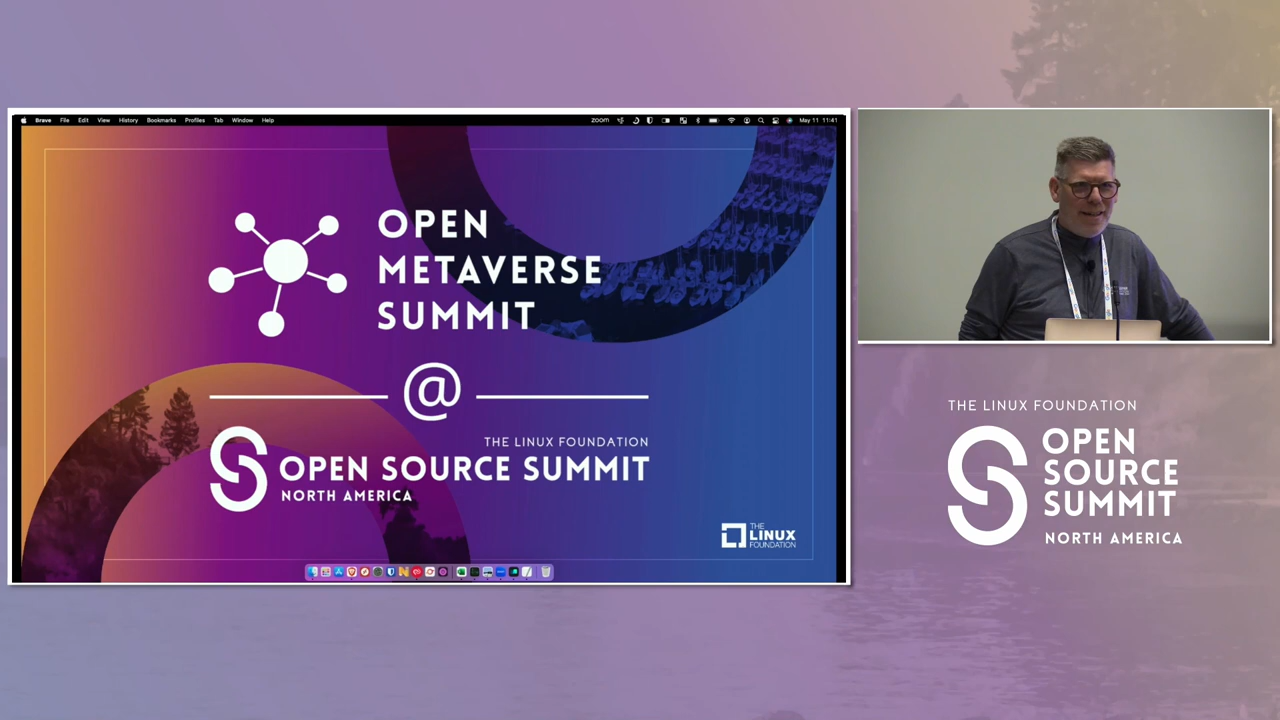 Brave File Edit View History Bookmarks Profiles Tab Window Help zoom May 11 11:41
OPEN
METAVERSE
SUMMIT
@
THE LINUX FOUNDATION
OPEN SOURCE SUMMIT
NORTH AMERICA
THE
LINUX
FOUNDATION
THE LINUX FOUNDATION
OPEN
SOURCE
SUMMIT
NORTH AMERICA